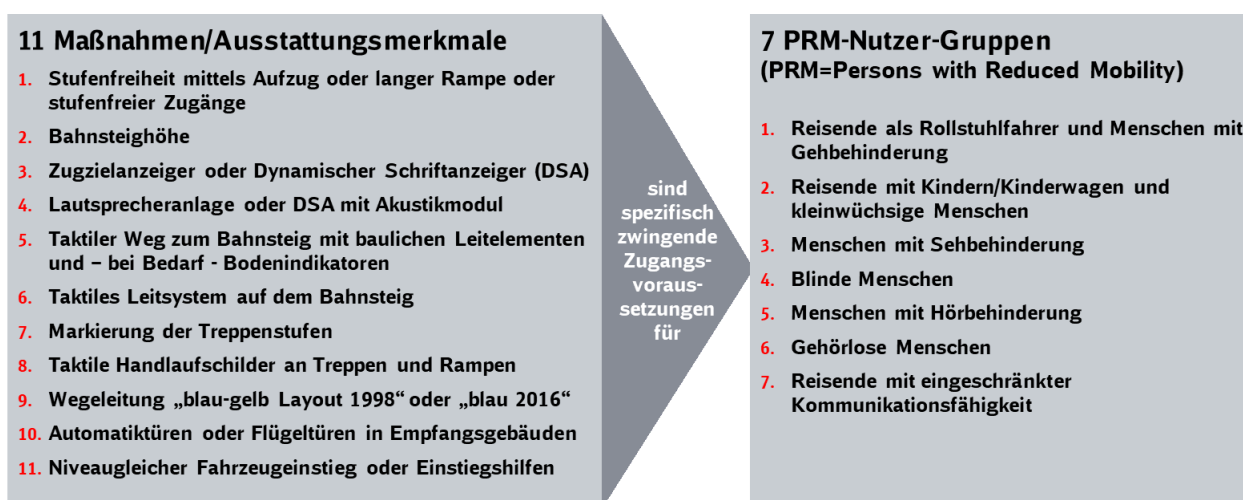 11 Maßnahmen/Ausstattungsmerkmale
1. Stufenfreiheit mittels Aufzug oder langer Rampe oder
stufenfreier Zugänge
2. Bahnsteighöhe
3. Zugzielanzeiger oder Dynamischer Schriftanzeiger (DSA)
4. Lautsprecheranlage oder DSA mit Akustikmodul
5. Taktiler Weg zum Bahnsteig mit baulichen Leitelementen
und – bei Bedarf - Bodenindikatoren
6. Taktiles Leitsystem auf dem Bahnsteig
7. Markierung der Treppenstufen
8. Taktile Handlaufschilder an Treppen und Rampen
9. Wegeleitung „blau-gelb Layout 1998“ oder „blau 2016“
10. Automatiktüren oder Flügeltüren in Empfangsgebäuden
11. Niveaugleicher Fahrzeugeinstieg oder Einstiegshilfen
sind
spezifisch
zwingende
Zugangs-
voraus-
setzungen
für
7 PRM-Nutzer-Gruppen
(PRM=Persons with Reduced Mobility)
1. Reisende als Rollstuhlfahrer und Menschen mit
Gehbehinderung
2. Reisende mit Kindern/Kinderwagen und
kleinwüchsige Menschen
3. Menschen mit Sehbehinderung
4. Blinde Menschen
5. Menschen mit Hörbehinderung
6. Gehörlose Menschen
7. Reisende mit eingeschränkter
Kommunikationsfähigkeit